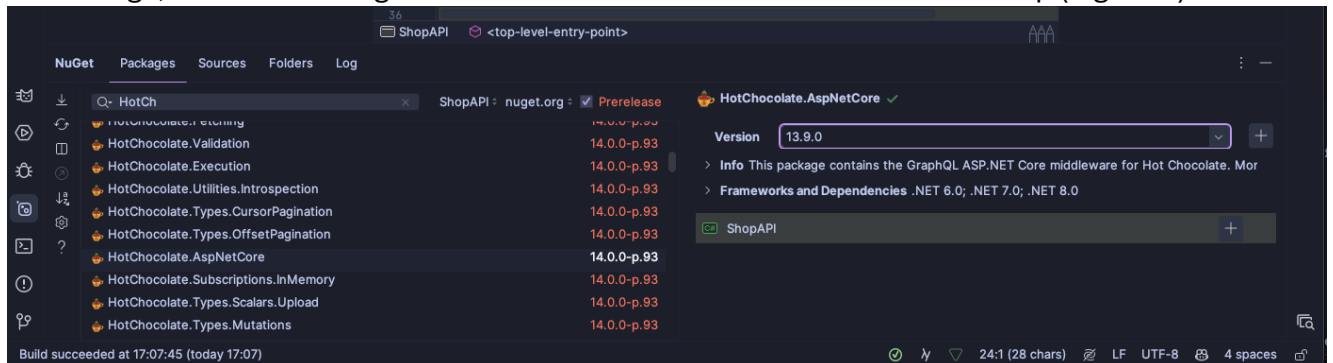 36
ShopAPI <top-level-entry-point>
NuGet Packages Sources Folders Log
HotCh ShopAPI nuget.org Prerelease
HotChocolate.AspNetCore
HotChocolate.Validation 14.0.0-p.93
HotChocolate.Execution 14.0.0-p.93
HotChocolate.Utilities.Introspection 14.0.0-p.93
HotChocolate.Types.CursorPagination 14.0.0-p.93
HotChocolate.Types.OffsetPagination 14.0.0-p.93
HotChocolate.AspNetCore 14.0.0-p.93
HotChocolate.Subscriptions.InMemory 14.0.0-p.93
HotChocolate.Types.Scalars.Upload 14.0.0-p.93
HotChocolate.Types.Mutations 14.0.0-p.93
Version 13.9.0
Info This package contains the GraphQL ASP.NET Core middleware for Hot Chocolate. Mor
Frameworks and Dependencies .NET 6.0; .NET 7.0; .NET 8.0
C# ShopAPI
Build succeeded at 17:07:45 (today 17:07) 24:1 (28 chars) LF UTF-8 4 spaces